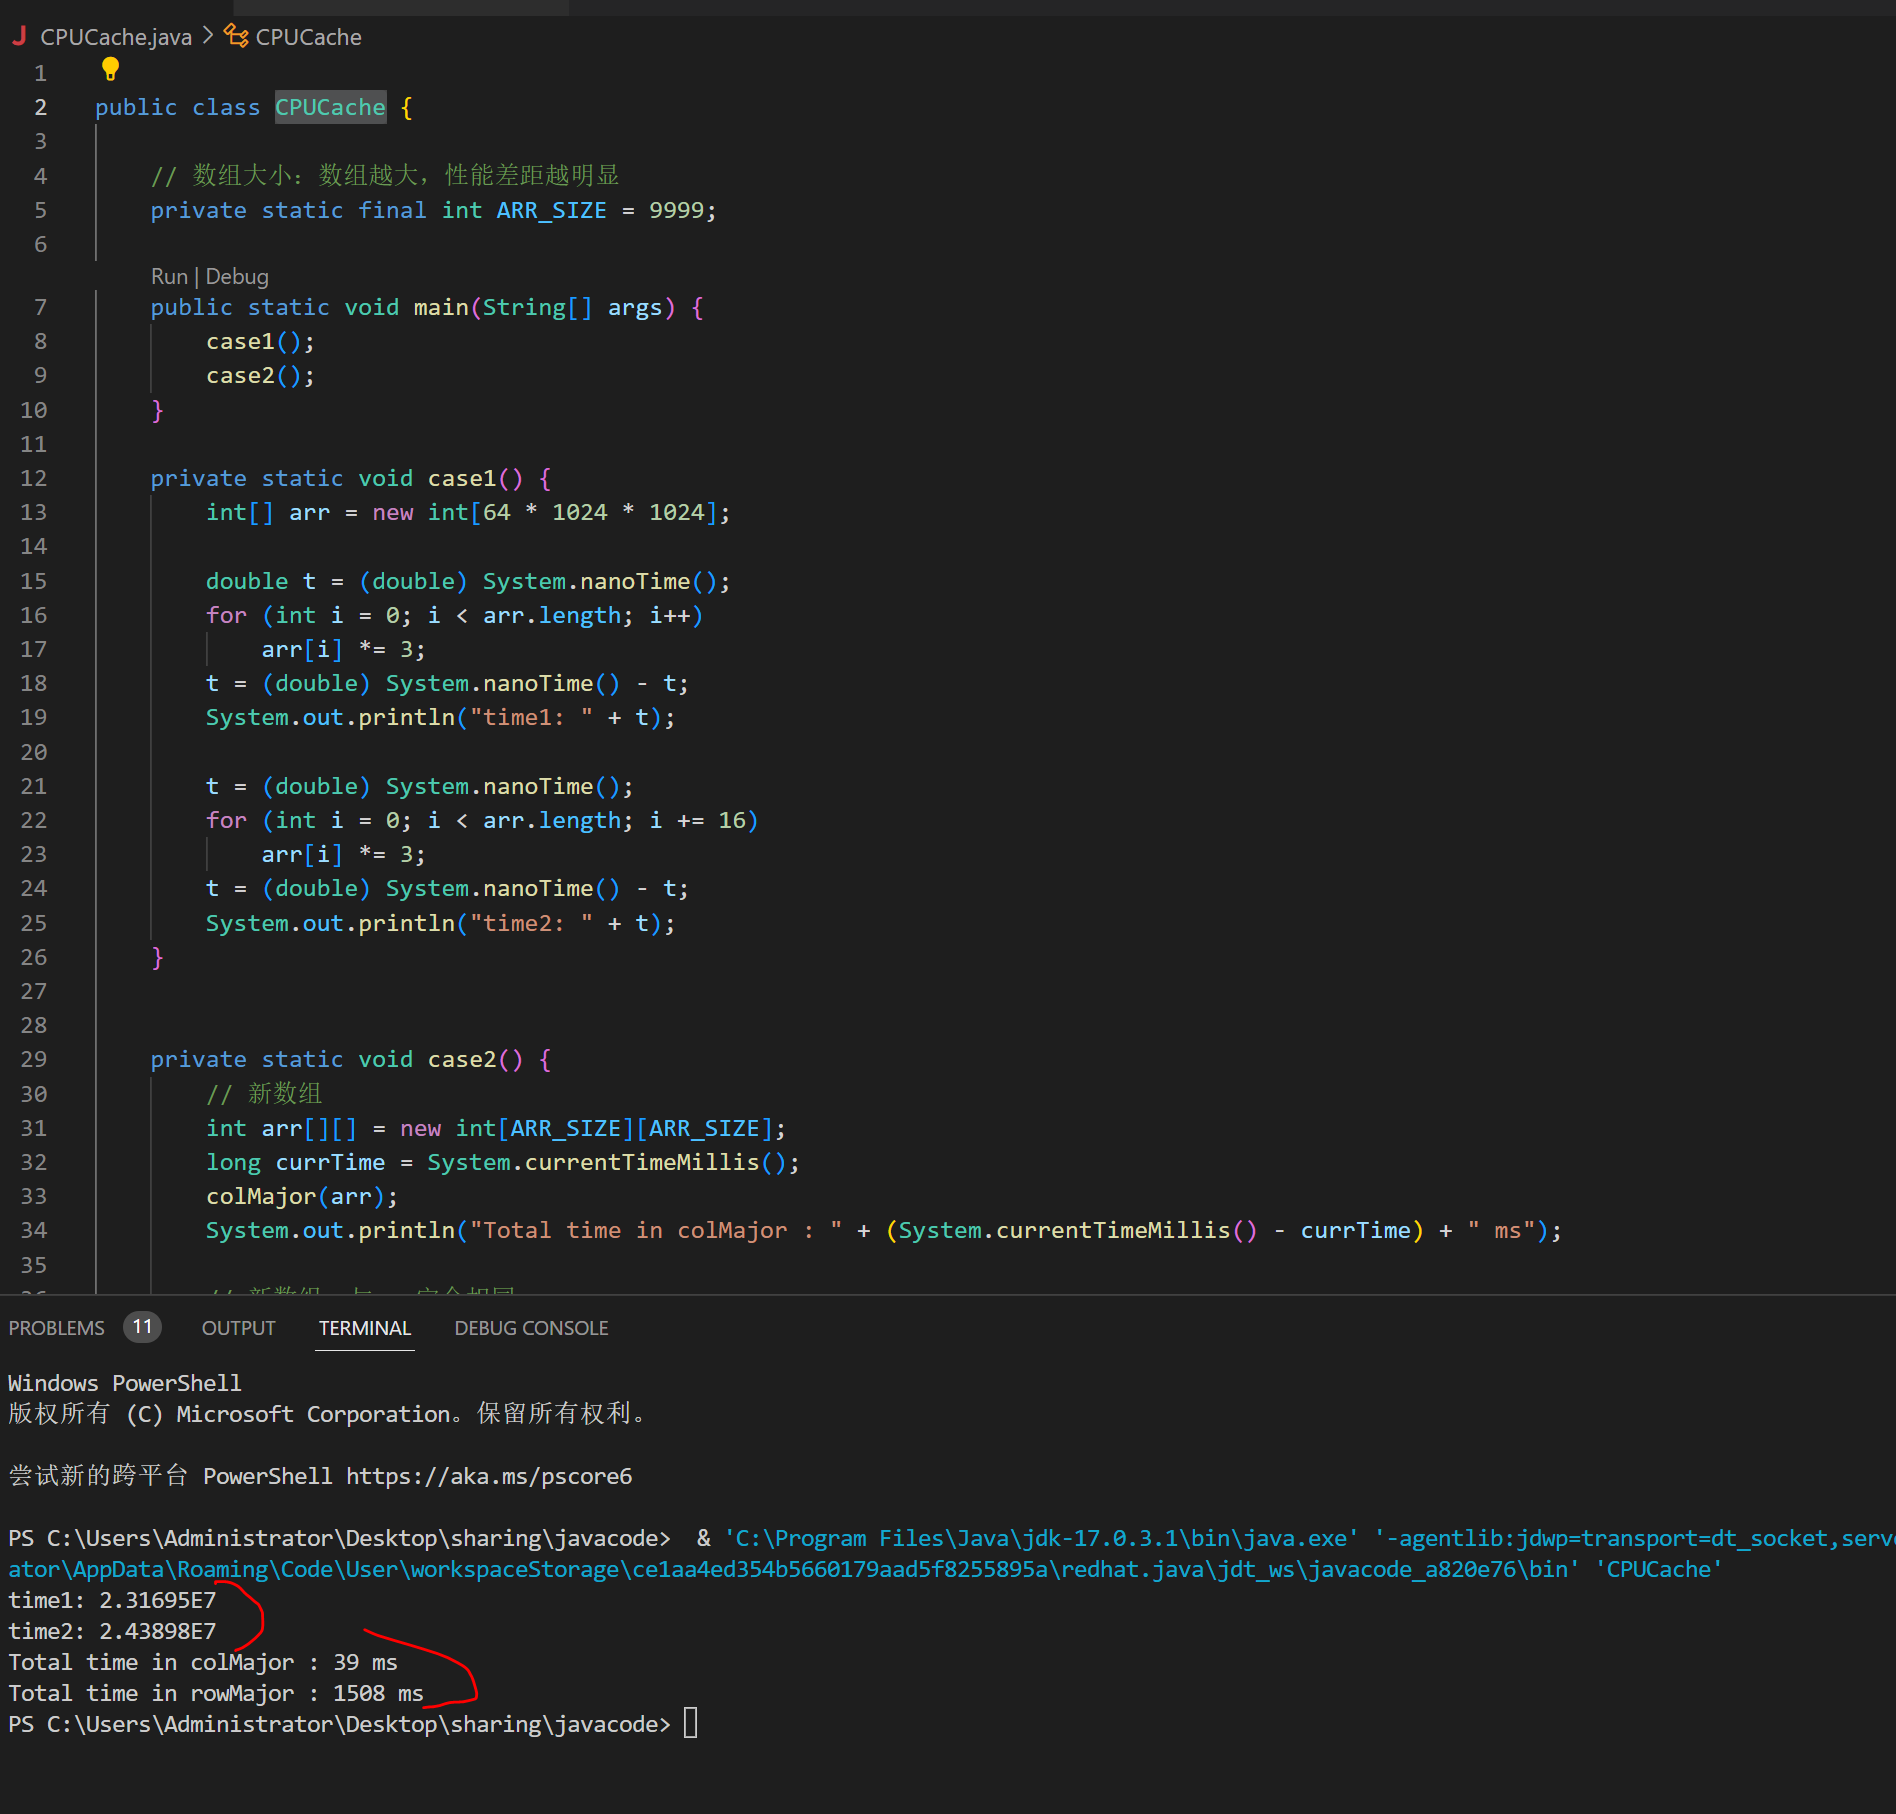 CPUCache.java > CPUCache
1
2 public class CPUCache {
3
4 // 数组大小：数组越大，性能差距越明显
5 private static final int ARR_SIZE = 9999;
6
Run | Debug
7 public static void main(String[] args) {
8 case1();
9 case2();
10 }
11
12 private static void case1() {
13 int[] arr = new int[64 * 1024 * 1024];
14
15 double t = (double) System.nanoTime();
16 for (int i = 0; i < arr.length; i++)
17 arr[i] *= 3;
18 t = (double) System.nanoTime() - t;
19 System.out.println("time1: " + t);
20
21 t = (double) System.nanoTime();
22 for (int i = 0; i < arr.length; i += 16)
23 arr[i] *= 3;
24 t = (double) System.nanoTime() - t;
25 System.out.println("time2: " + t);
26 }
27
28
29 private static void case2() {
30 // 新数组
31 int arr[][] = new int[ARR_SIZE][ARR_SIZE];
32 long currTime = System.currentTimeMillis();
33 colMajor(arr);
34 System.out.println("Total time in colMajor : " + (System.currentTimeMillis() - currTime) + " ms");
35
PROBLEMS 11 OUTPUT TERMINAL DEBUG CONSOLE
Windows PowerShell
版权所有 (C) Microsoft Corporation。保留所有权利。
尝试新的跨平台 PowerShell https://aka.ms/pscore6
PS C:\Users\Administrator\Desktop\sharing\javacode> & 'C:\Program Files\Java\jdk-17.0.3.1\bin\java.exe' '-agentlib:jdwp=transport=dt_socket,serve
ator\AppData\Roaming\Code\User\workspaceStorage\ce1aa4ed354b5660179aad5f8255895a\redhat.java\jdt_ws\javacode_a820e76\bin' 'CPUCache'
time1: 2.31695E7
time2: 2.43898E7
Total time in colMajor : 39 ms
Total time in rowMajor : 1508 ms
PS C:\Users\Administrator\Desktop\sharing\javacode>